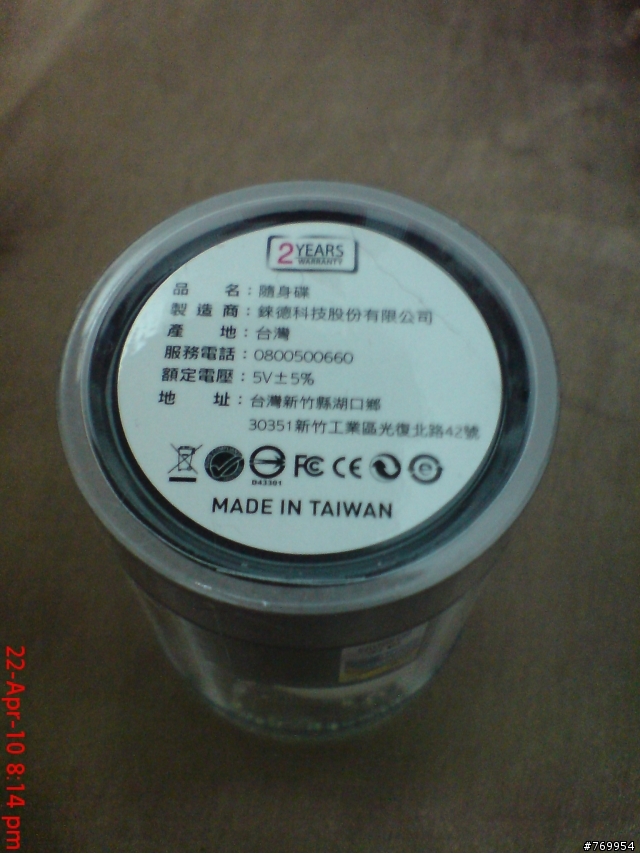 2 YEARS
WARRANTY
品 名：隨身碟
製 造 商：錸德科技股份有限公司
產 地：台灣
服務電話：0800500660
額定電壓：5V±5%
地 址：台灣新竹縣湖口鄉
30351新竹工業區光復北路42號
D43301
FC CE
MADE IN TAIWAN
22-Apr-10 8:14 pm
#769954